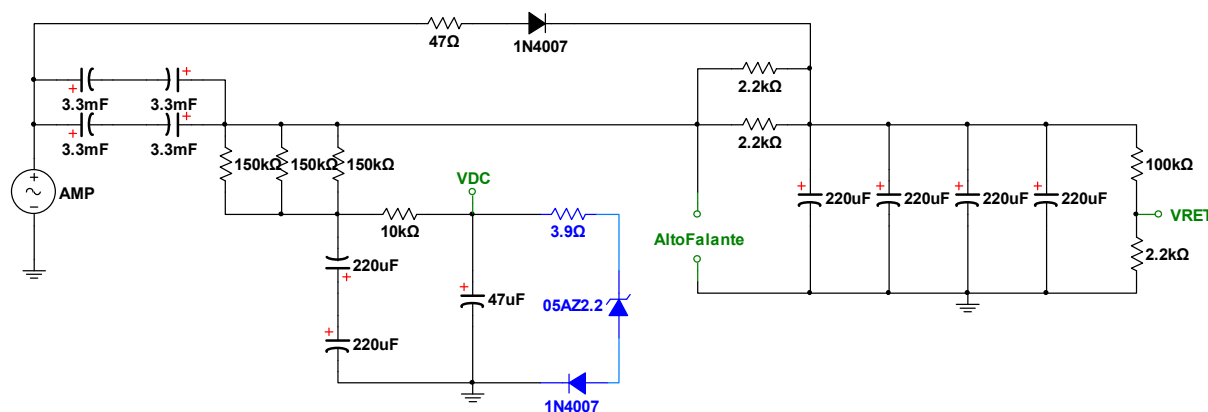 47Ω
1N4007
3.3mF
3.3mF
2.2kΩ
3.3mF
3.3mF
2.2kΩ
150kΩ
150kΩ
150kΩ
100kΩ
AMP
VDC
220uF
220uF
220uF
220uF
VRET
10kΩ
3.9Ω
AltoFalante
2.2kΩ
220uF
47uF
05AZ2.2
220uF
1N4007